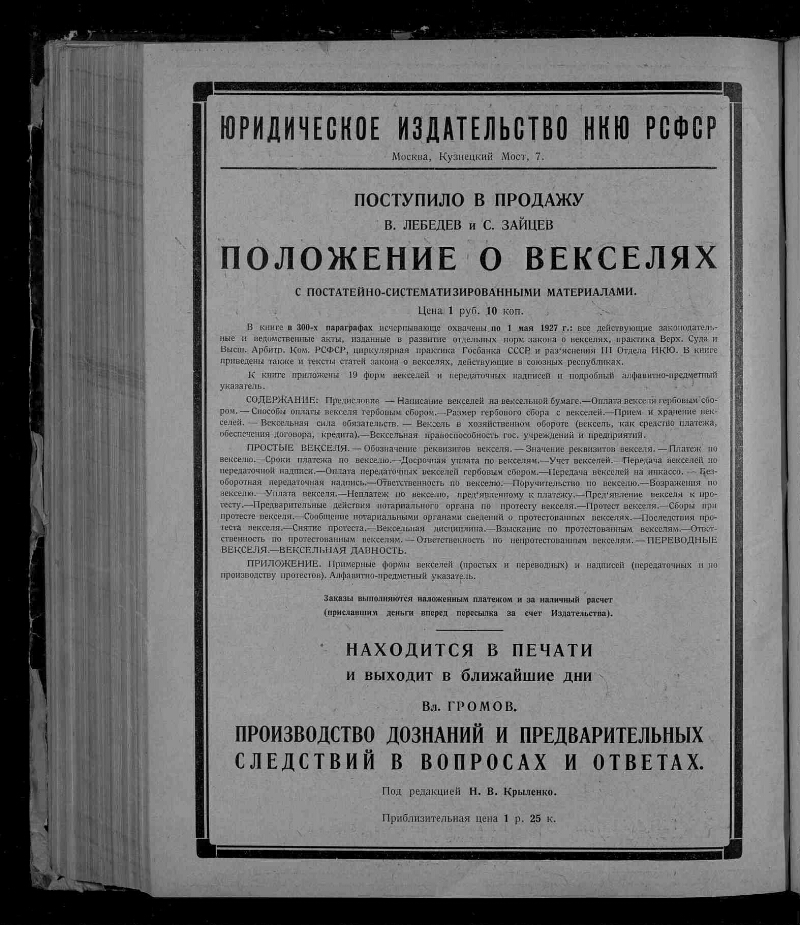 ЮРИДИЧЕСКОЕ ИЗДАТЕЛЬСТВО НКЮ РСФСР
Москва, Кузнецкий Мост, 7.
ПОСТУПИЛО В ПРОДАЖУ
В. ЛЕБЕДЕВ и С. ЗАЙЦЕВ
ПОЛОЖЕНИЕ О ВЕКСЕЛЯХ
С ПОСТАТЕЙНО-СИСТЕМАТИЗИРОВАННЫМИ МАТЕРИАЛАМИ.
Цена 1 руб. 10 коп.
В книге в 300-х параграфах исчерпывающе охвачены по 1 мая 1927 г.: все действующие законодатель-
ные и ведомственные акты, изданные в развитие отдельных норм закона о векселях, практика Верх. Суда и
Высш. Арбитр. Ком. РСФСР, циркулярная практика Госбанка СССР и раз'яснения III Отдела НКЮ. В книге
приведены также и тексты статей закона о векселях, действующие в союзных республиках.
К книге приложены 19 форм векселей и передаточных надписей и подробный алфавитно-предметный
указатель.
СОДЕРЖАНИЕ: Предисловие — Написание векселей на вексельной бумаге.—Оплата векселя гербовым сбо-
ром. — Способы оплаты векселя гербовым сбором.—Размер гербового сбора с векселей.—Прием и хранение век-
селей. — Вексельная сила обязательств. — Вексель в хозяйственном обороте (вексель, как средство платежа,
обеспечения договора, кредита).—Вексельная правоспособность гос. учреждений и предприятий.
ПРОСТЫЕ ВЕКСЕЛЯ. — Обозначение реквизитов векселя. — Значение реквизитов векселя. — Платеж по
векселю.—Сроки платежа по векселю.—Досрочная уплата по векселям.—Учет векселей.—Передача векселей по
передаточной надписи.—Оплата передаточных векселей гербовым сбором.—Передача векселей на инкассо. — Без-
оборотная передаточная надпись.—Ответственность по векселю.—Поручительство по векселю.—Возражения по
векселю.—Уплата векселя.—Неплатеж по векселю, пред'явленному к платежу.—Пред'явление векселя к про-
тесту.—Предварительные действия нотариального органа по протесту векселя.—Протест векселя.—Сборы при
протесте векселя.—Сообщение нотариальными органами сведений о протестованных векселях.—Последствия про-
теста векселя.—Снятие протеста.—Вексельная дисциплина.—Взыскание по протестованным векселям.—Ответ-
ственность по протестованным векселям. — Ответственность по непротестованным векселям. — ПЕРЕВОДНЫЕ
ВЕКСЕЛЯ.—ВЕКСЕЛЬНАЯ ДАВНОСТЬ.
ПРИЛОЖЕНИЕ. Примерные формы векселей (простых и переводных) и надписей (передаточных и по
производству протестов). Алфавитно-предметный указатель.
Заказы выполняются наложенным платежом и за наличный расчет
(приславшим деньги вперед пересылка за счет Издательства).
НАХОДИТСЯ В ПЕЧАТИ
и выходит в ближайшие дни
Вл. ГРОМОВ.
ПРОИЗВОДСТВО ДОЗНАНИЙ И ПРЕДВАРИТЕЛЬНЫХ
СЛЕДСТВИЙ В ВОПРОСАХ И ОТВЕТАХ.
Под редакцией Н. В. Крыленко.
Приблизительная цена 1 р. 25 к.